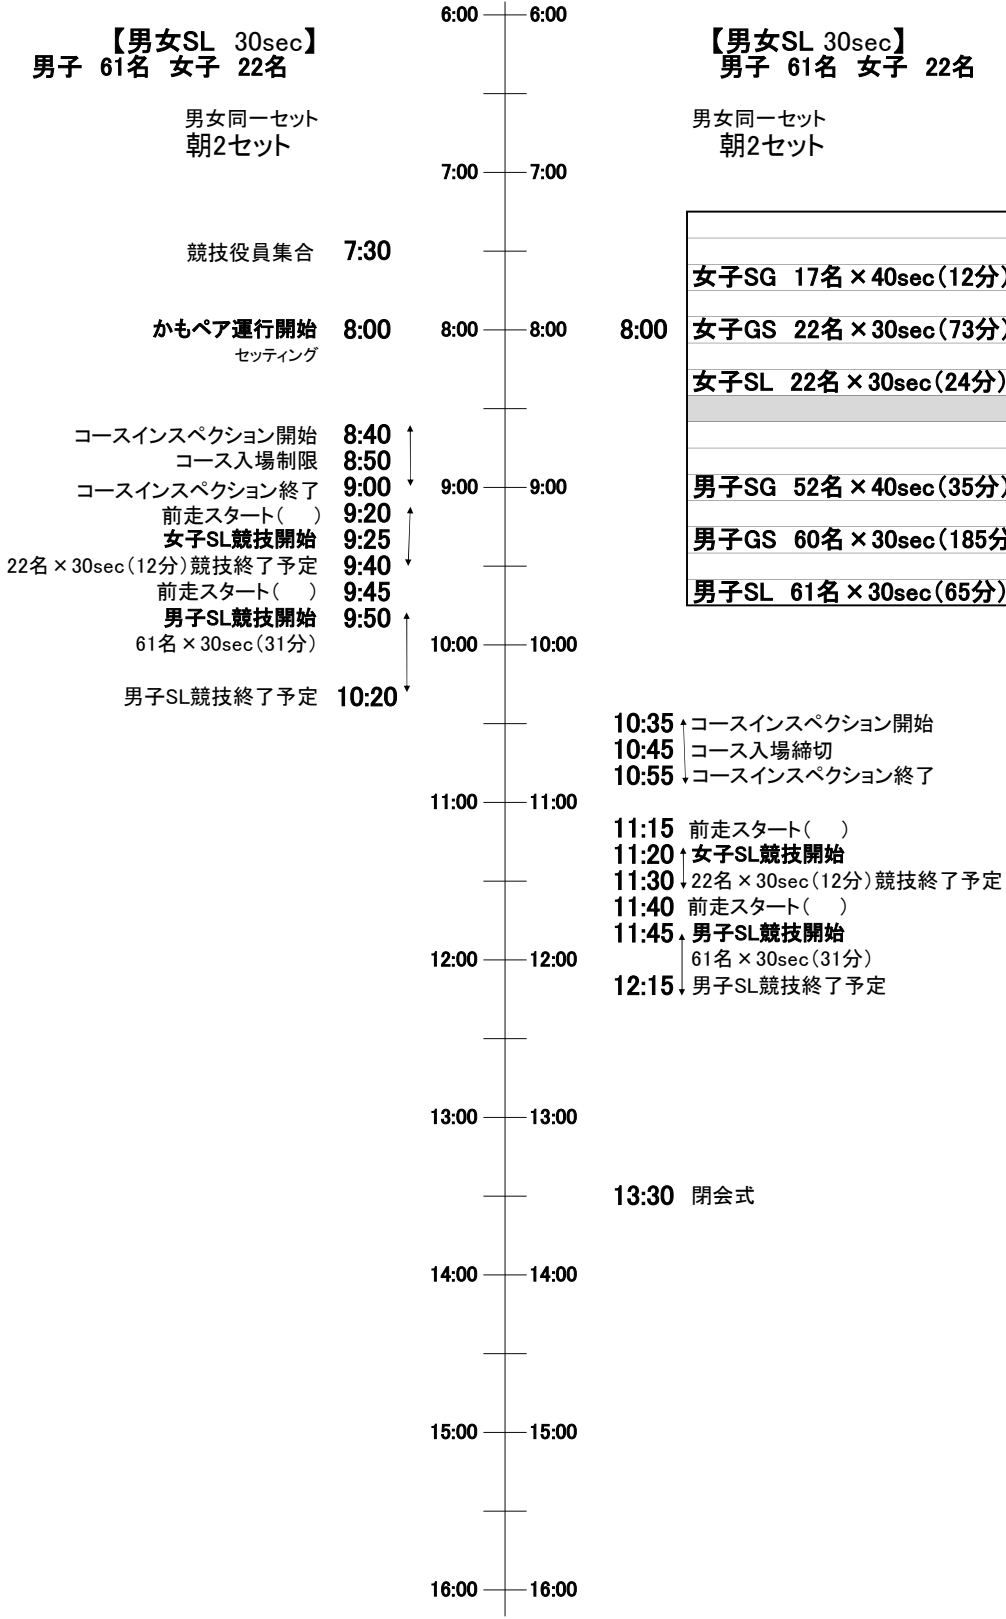 【男女SL 30sec】
男子 61名 女子 22名
男女同一セット
朝2セット
競技役員集合 7:30
かもペア運行開始 8:00
セッティング
コースインスペクション開始 8:40
コース入場制限 8:50
コースインスペクション終了 9:00
前走スタート( ) 9:20
女子SL競技開始 9:25
22名×30sec(12分)競技終了予定 9:40
前走スタート( ) 9:45
男子SL競技開始 9:50
61名×30sec(31分)
男子SL競技終了予定 10:20
6:00 6:00
7:00 7:00
8:00 8:00
9:00 9:00
10:00 10:00
11:00 11:00
12:00 12:00
13:00 13:00
14:00 14:00
15:00 15:00
16:00 16:00
【男女SL 30sec】
男子 61名 女子 22名
男女同一セット
朝2セット
女子SG 17名×40sec(12分)
8:00 女子GS 22名×30sec(73分)
女子SL 22名×30sec(24分)
男子SG 52名×40sec(35分)
男子GS 60名×30sec(185分
男子SL 61名×30sec(65分)
10:35 コースインスペクション開始
10:45 コース入場締切
10:55 コースインスペクション終了
11:15 前走スタート( )
11:20 女子SL競技開始
11:30 22名×30sec(12分)競技終了予定
11:40 前走スタート( )
11:45 男子SL競技開始
61名×30sec(31分)
12:15 男子SL競技終了予定
13:30 閉会式